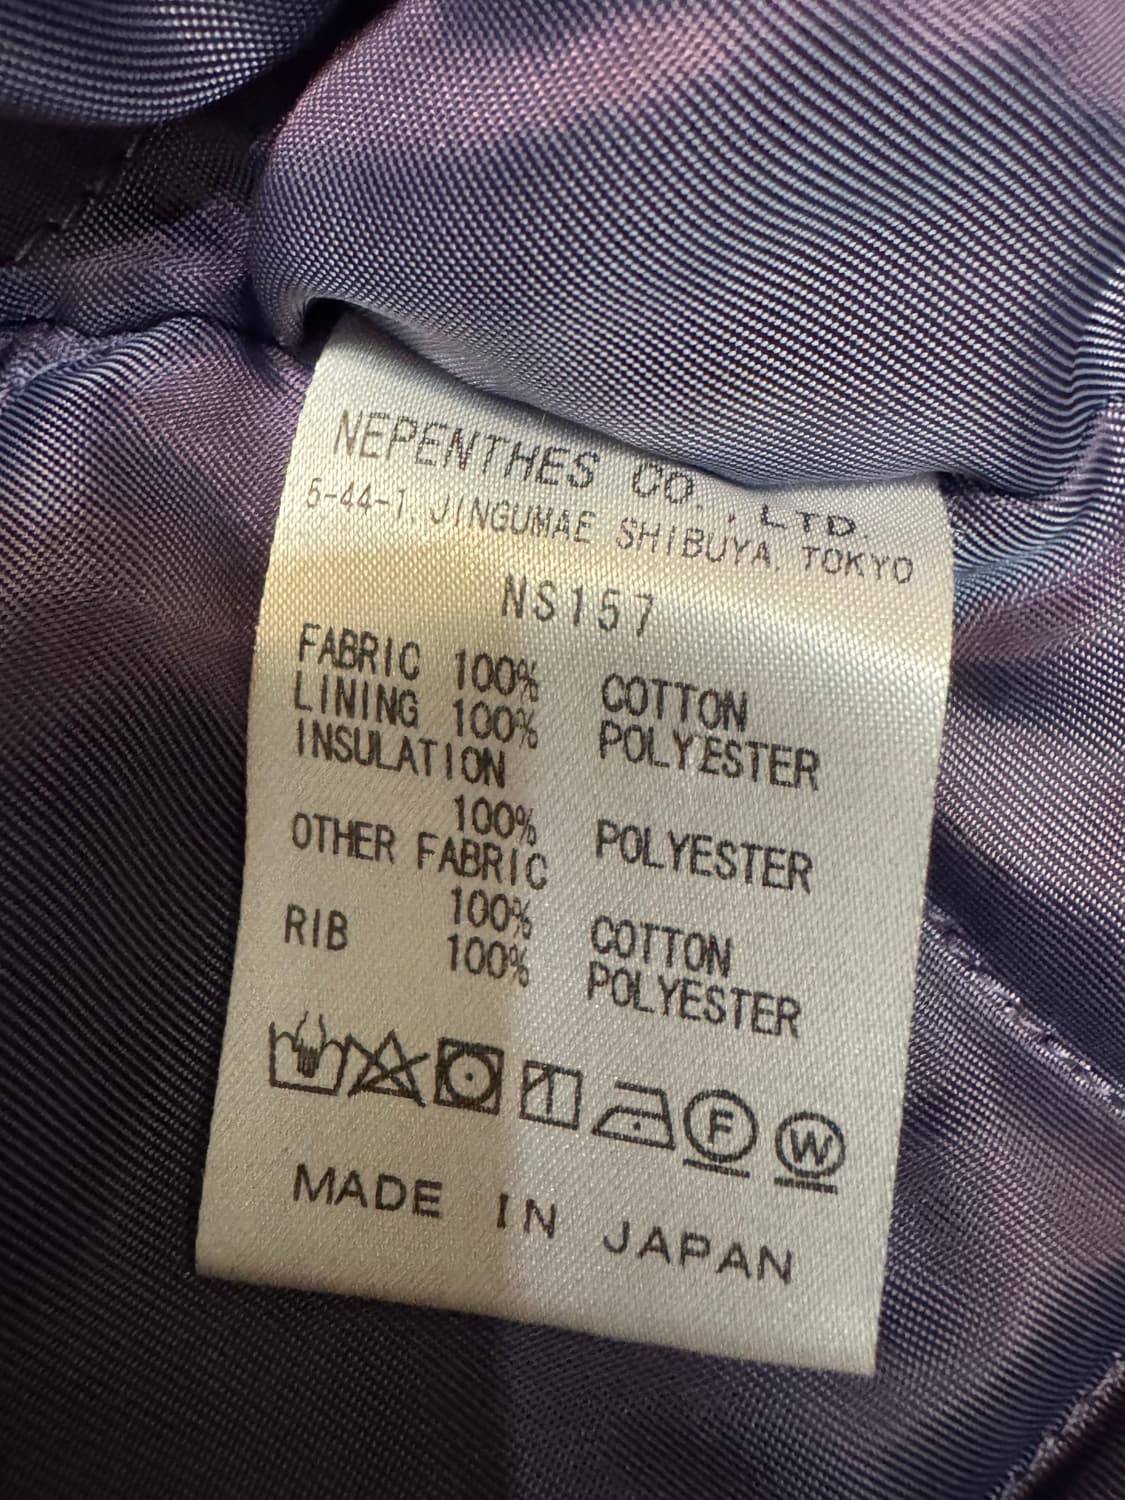 NEPENTHES CO.,LTD.
5-44-1, JINGUMAE SHIBUYA, TOKYO
NS157
FABRIC 100% COTTON
LINING 100% POLYESTER
INSULATION
100% POLYESTER
OTHER FABRIC
100% COTTON
RIB 100% POLYESTER
F W
MADE IN JAPAN